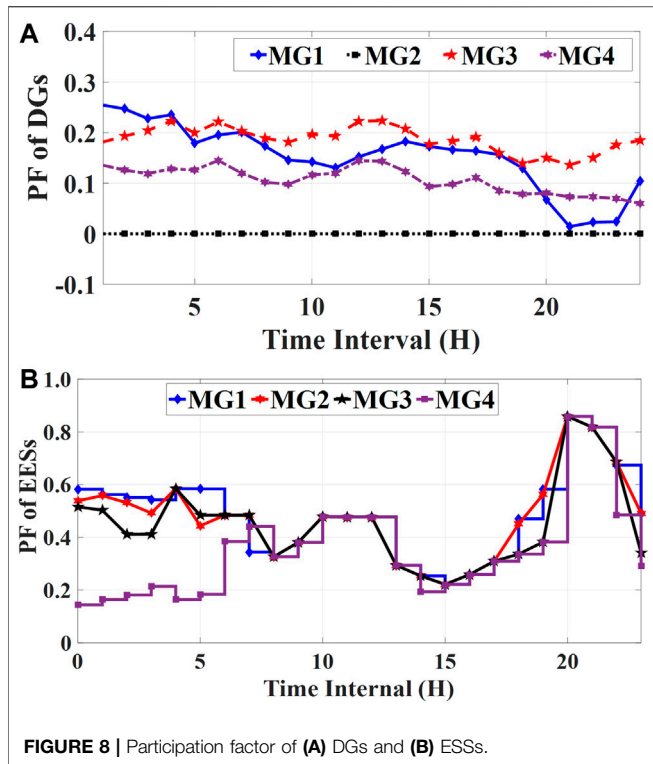 A
0.4
MG1 MG2 MG3 MG4
0.3
0.2
0.1
0
-0.1
PF of DGs
5 10 15 20
Time Interval (H)
B
1.0
MG1 MG2 MG3 MG4
0.8
0.6
0.4
0.2
0
PF of EESs
0 5 10 15 20
Time Internal (H)
FIGURE 8 | Participation factor of (A) DGs and (B) ESSs.